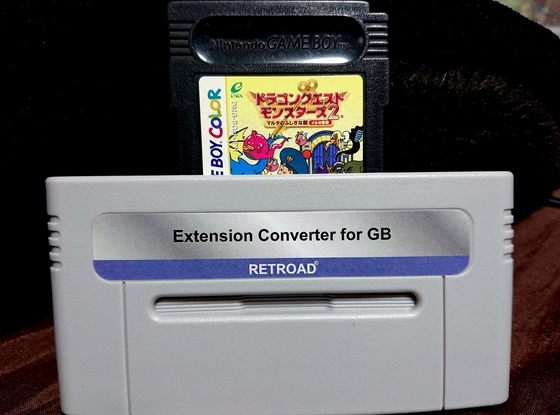 Nintendo GAME BOY
ドラゴンクエスト
モンスターズ2
マルタのふしぎな鍵
BOY COLOR
Extension Converter for GB
RETROAD